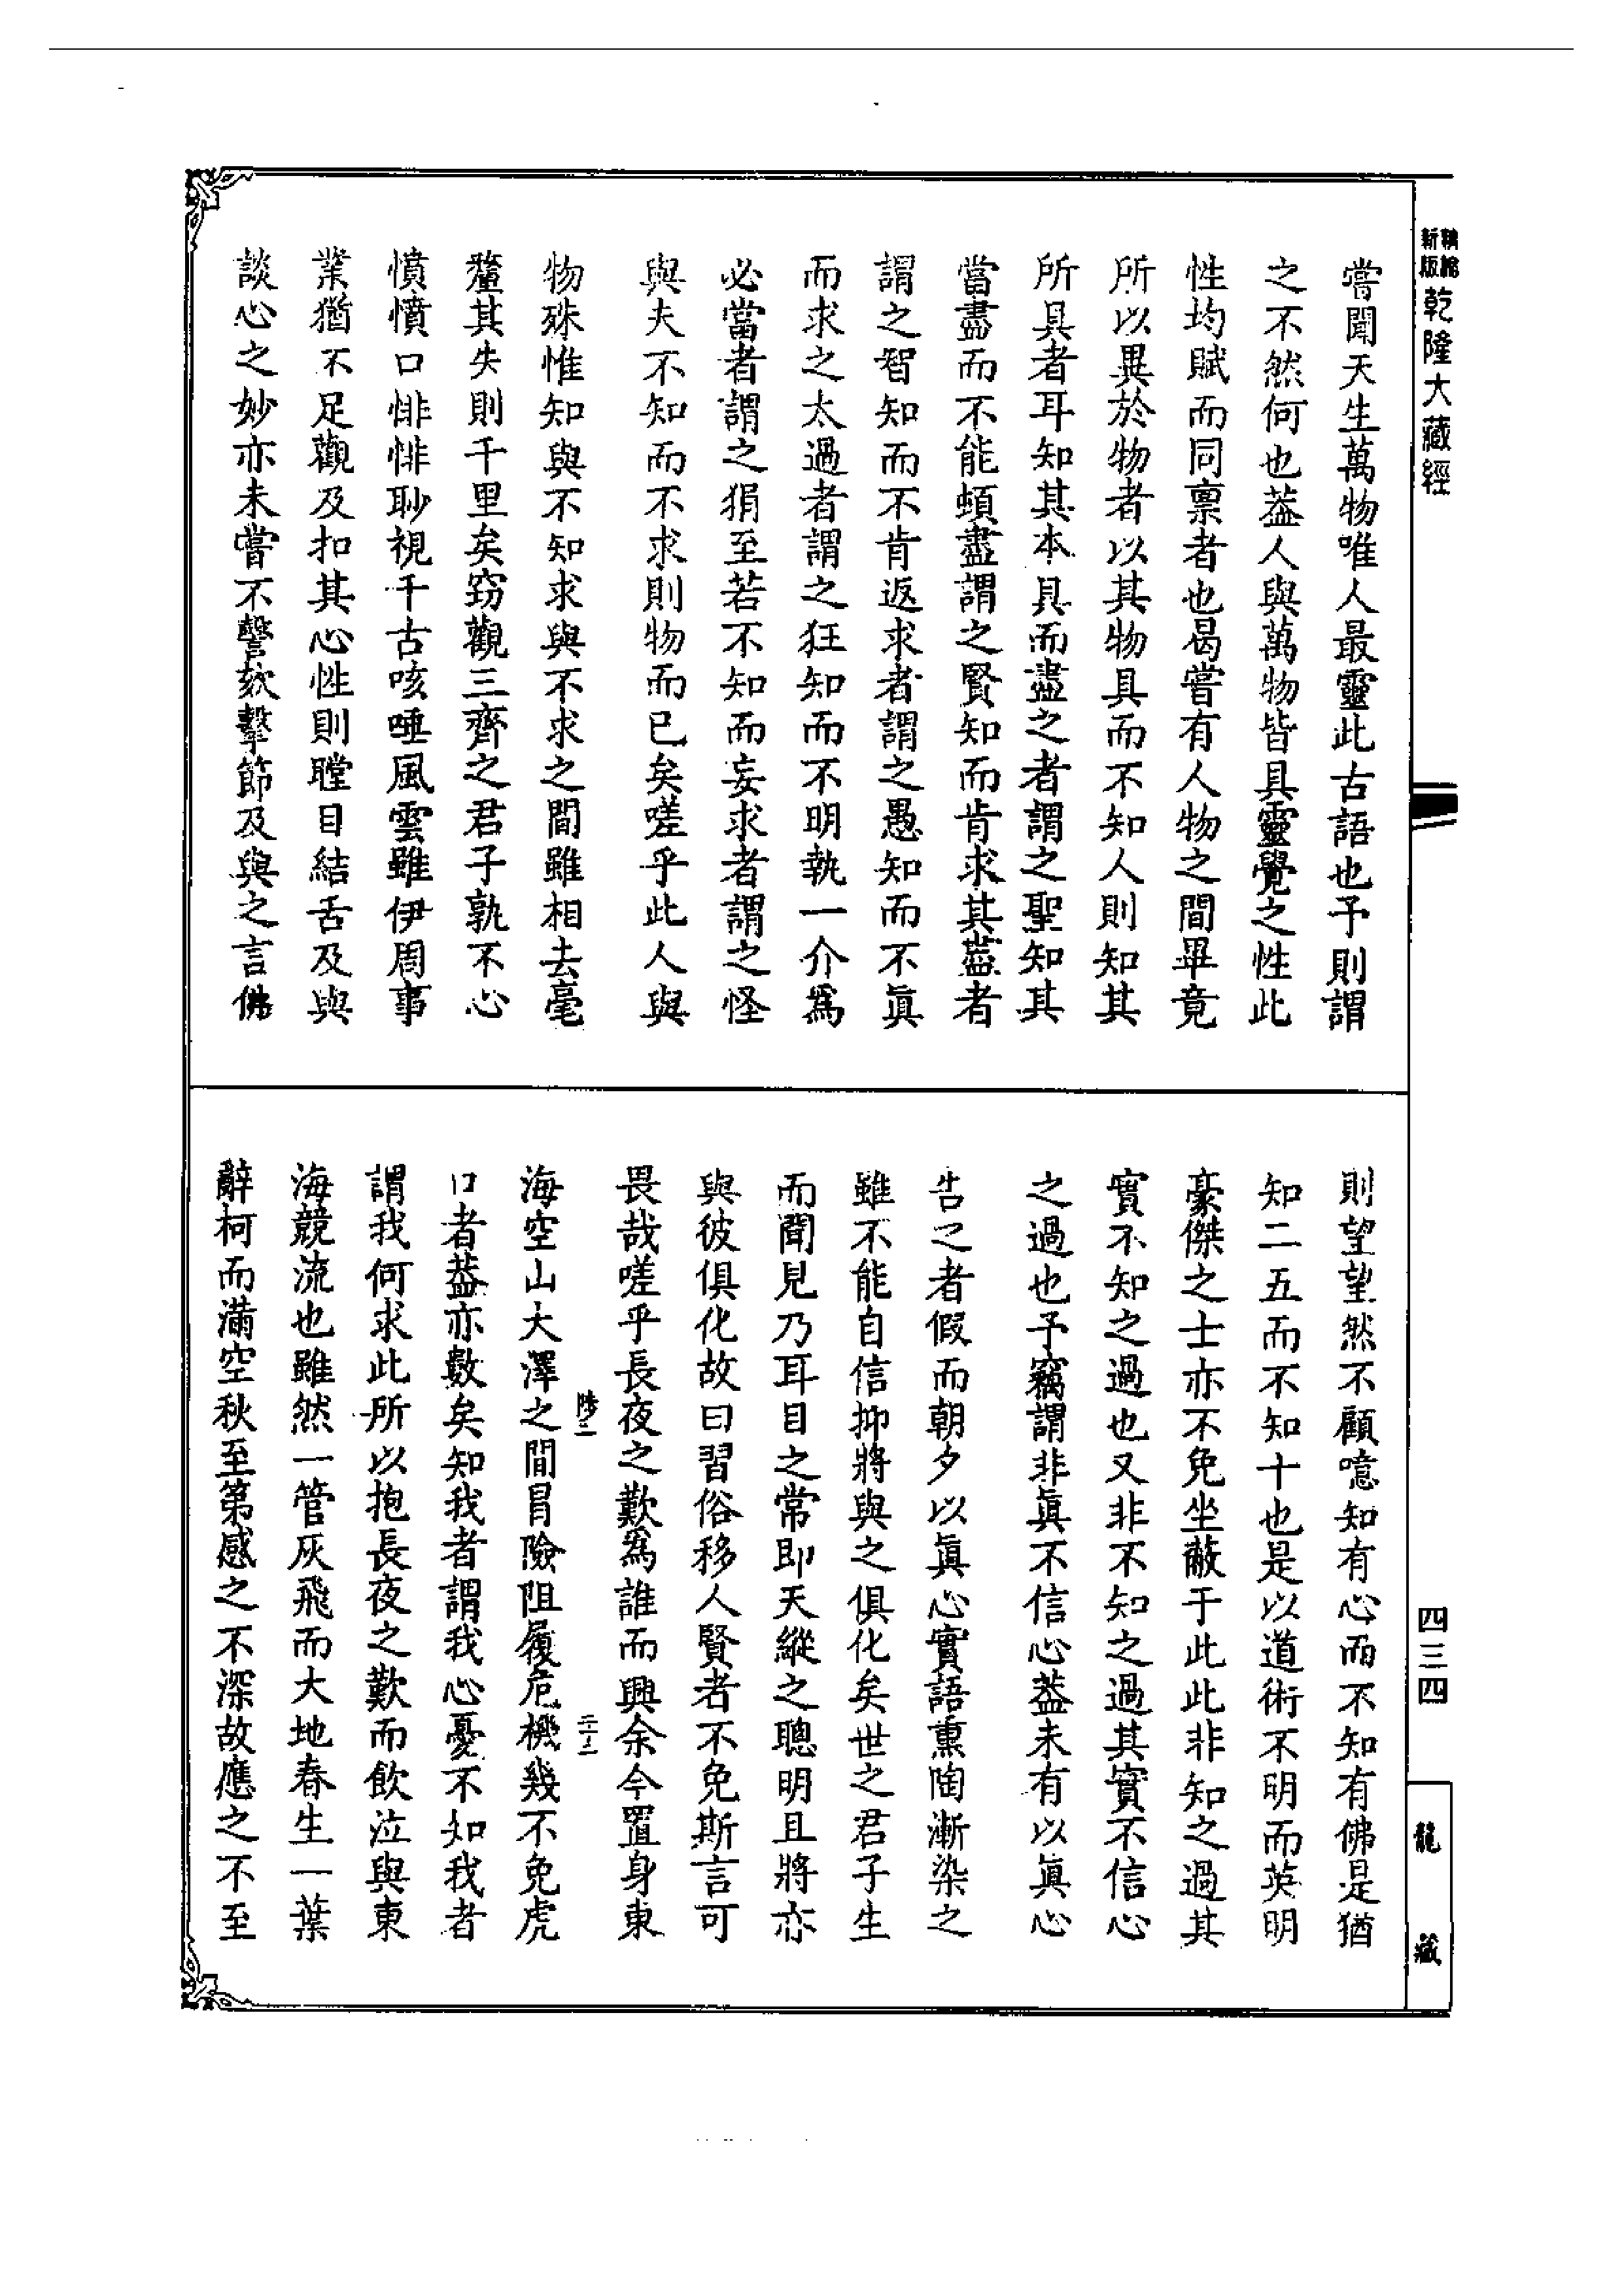 新版精縮
乾隆大藏經
嘗聞天生萬物唯人最靈此古語也予則謂
之不然何也葢人與萬物皆具靈覺之性此
性均賦而同禀者也曷嘗有人物之間畢竟
所以異於物者以其物具而不知人則知其
所具者耳知其本具而盡之者謂之聖知其
當盡而不能頓盡謂之賢知而肯求其葢者
謂之智知而不肯返求者謂之愚知而不眞
而求之太過者謂之狂知而不明執一介爲
必當者謂之狷至若不知而妄求者謂之怪
與夫不知而不求則物而已矣嗟乎此人與
物殊惟知與不知求與不求之間雖相去毫
釐其失則千里矣窃觀三齊之君子孰不心
憤憤口悱悱眇視千古咳唾風雲雖伊周事
業猶不足觀及扣其心性則瞠目結舌及與
談心之妙亦未嘗不謦欬擊節及與之言佛
則望望然不顧噫知有心而不知有佛是猶
知二五而不知十也是以道術不明而英明
豪傑之士亦不免坐蔽于此此非知之過其
實不知之過也又非不知之過其實不信心
之過也予竊謂非眞不信心葢未有以眞心
告之者假而朝夕以眞心實語熏陶漸染之
雖不能自信抑將與之俱化矣世之君子生
而聞見乃耳目之常即天縱之聰明且將亦
與彼俱化故曰習俗移人賢者不免斯言可
畏哉嗟乎長夜之歎爲誰而興余今置身東
海空山大澤之間冒險阻履危機幾不免虎
口者葢亦數矣知我者謂我心憂不知我者
謂我何求此所以抱長夜之歎而飲泣與東
海競流也雖然一管灰飛而大地春生一葉
辭柯而滿空秋至第感之不深故應之不至
四三四
龍藏